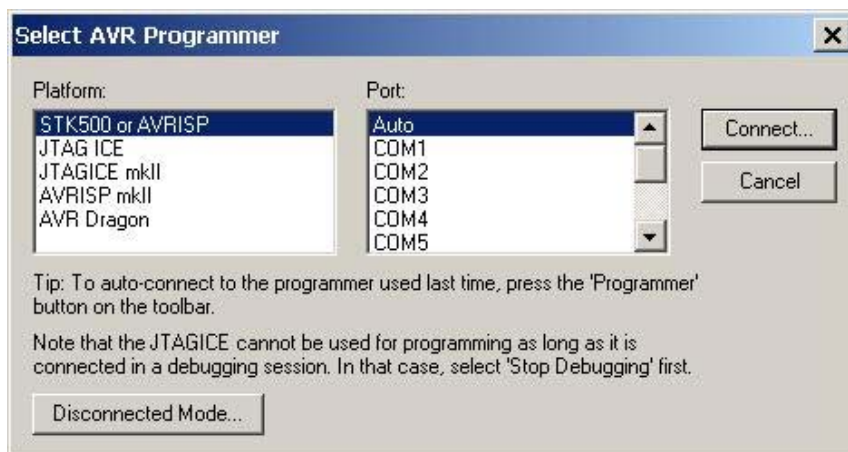 Select AVR Programmer
Platform:
STK500 or AVRISP
JTAG ICE
JTAGICE mkII
AVRISP mkII
AVR Dragon
Port:
Auto
COM1
COM2
COM3
COM4
COM5
Connect...
Cancel
Tip: To auto-connect to the programmer used last time, press the 'Programmer'
button on the toolbar.
Note that the JTAGICE cannot be used for programming as long as it is
connected in a debugging session. In that case, select 'Stop Debugging' first.
Disconnected Mode...